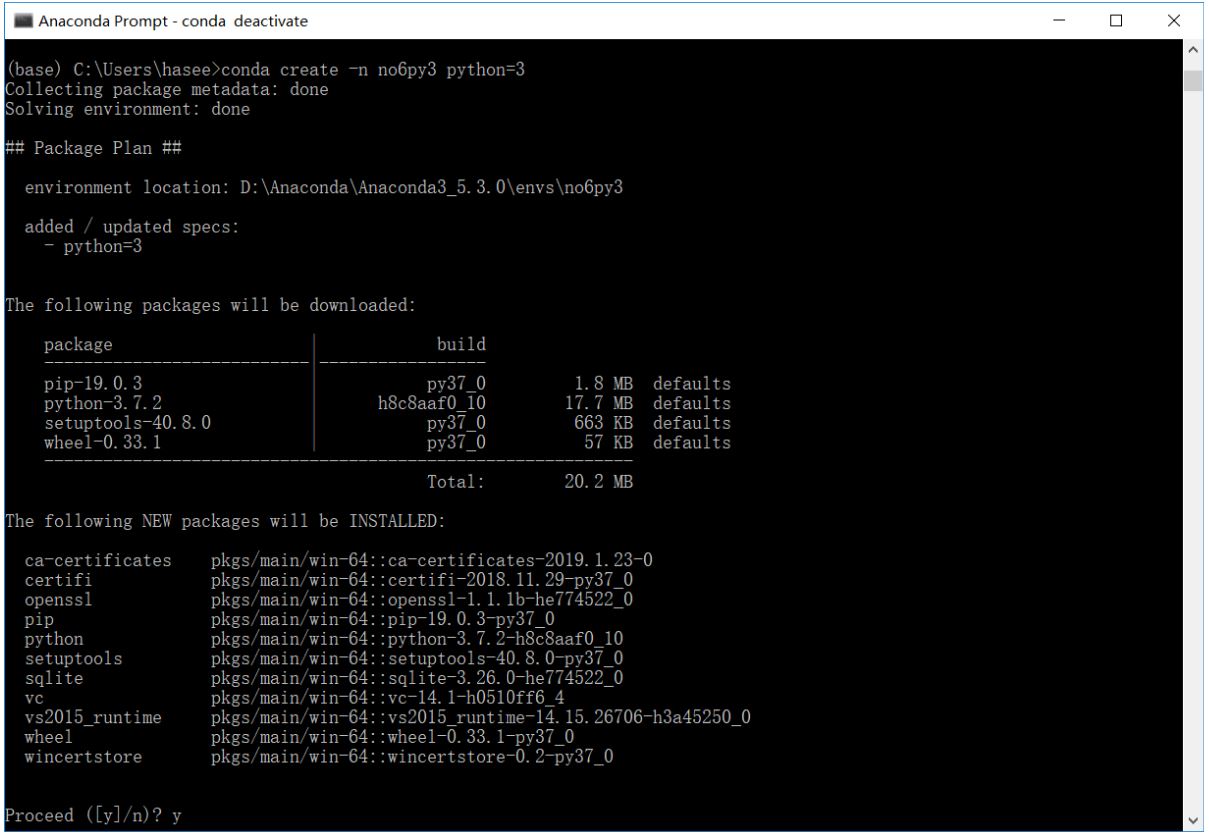 Anaconda Prompt - conda  deactivate
(base) C:\Users\hasee>conda create -n no6py3 python=3
Collecting package metadata: done
Solving environment: done
## Package Plan ##
environment location: D:\Anaconda\Anaconda3_5.3.0\envs\no6py3
added / updated specs:
- python=3
The following packages will be downloaded:
package | build
---------------------------|-----------------
pip-19.0.3 | py37_0 1.8 MB defaults
python-3.7.2 | h8c8aaf0_10 17.7 MB defaults
setuptools-40.8.0 | py37_0 663 KB defaults
wheel-0.33.1 | py37_0 57 KB defaults
------------------------------------------------------------
Total: 20.2 MB
The following NEW packages will be INSTALLED:
ca-certificates pkgs/main/win-64::ca-certificates-2019.1.23-0
certifi pkgs/main/win-64::certifi-2018.11.29-py37_0
openssl pkgs/main/win-64::openssl-1.1.1b-he774522_0
pip pkgs/main/win-64::pip-19.0.3-py37_0
python pkgs/main/win-64::python-3.7.2-h8c8aaf0_10
setuptools pkgs/main/win-64::setuptools-40.8.0-py37_0
sqlite pkgs/main/win-64::sqlite-3.26.0-he774522_0
vc pkgs/main/win-64::vc-14.1-h0510ff6_4
vs2015_runtime pkgs/main/win-64::vs2015_runtime-14.15.26706-h3a45250_0
wheel pkgs/main/win-64::wheel-0.33.1-py37_0
wincertstore pkgs/main/win-64::wincertstore-0.2-py37_0
Proceed ([y]/n)? y